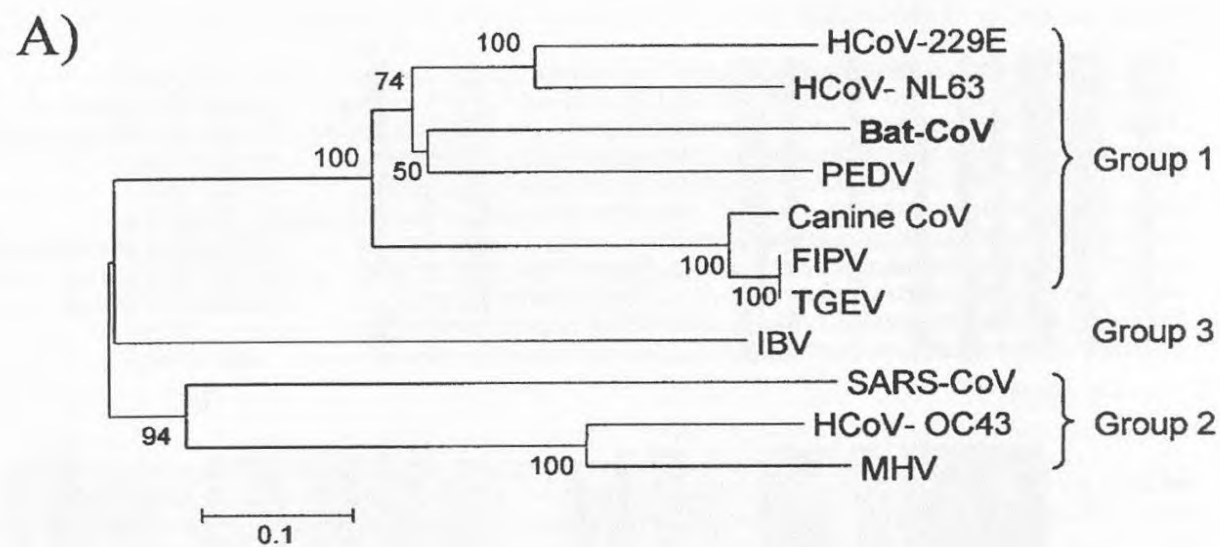 A)
100
HCoV-229E
74
HCoV- NL63
Bat-CoV
100
50
PEDV
Group 1
Canine CoV
100
FIPV
100
TGEV
IBV
Group 3
SARS-CoV
94
HCoV- OC43
Group 2
100
MHV
0.1